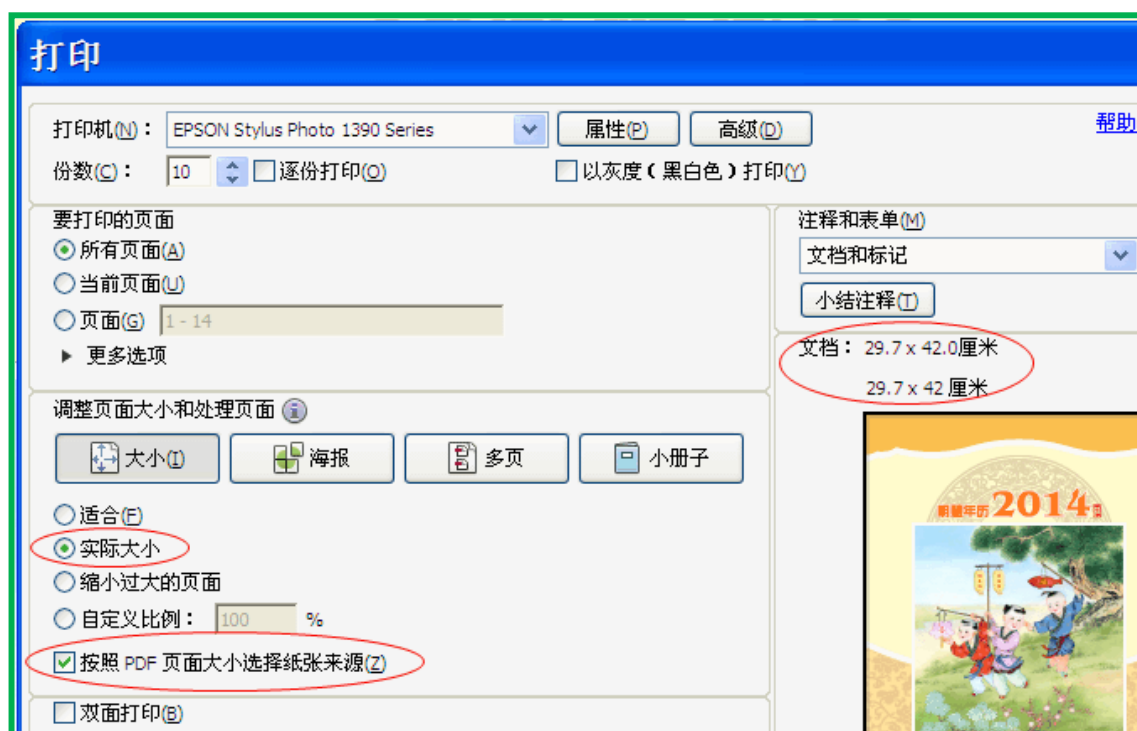 打印
打印机(N)： EPSON Stylus Photo 1390 Series 属性(P) 高级(D) 帮助
份数(C)： 10 逐份打印(O) 以灰度（黑白色）打印(Y)
要打印的页面
所有页面(A)
当前页面(U)
页面(G) 1 - 14
更多选项
调整页面大小和处理页面
大小(I) 海报 多页 小册子
适合(F)
实际大小
缩小过大的页面
自定义比例： 100 %
按照 PDF 页面大小选择纸张来源(Z)
双面打印(B)
注释和表单(M)
文档和标记
小结注释(T)
文档： 29.7 x 42.0厘米
29.7 x 42 厘米
明慧年历 2014